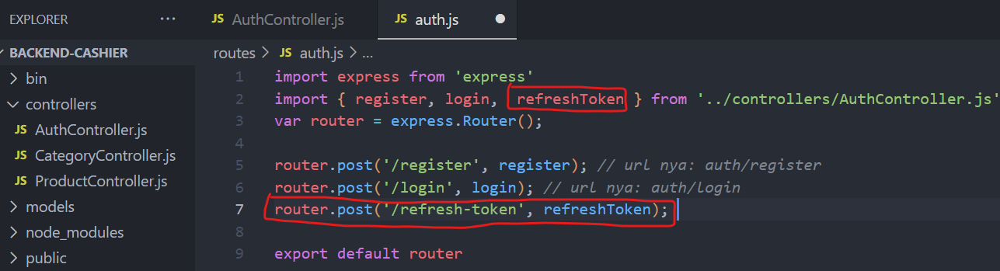 EXPLORER ...
JS AuthController.js
JS auth.js
BACKEND-CASHIER
bin
controllers
JS AuthController.js
JS CategoryController.js
JS ProductController.js
models
node_modules
public
routes > JS auth.js > ...
1 import express from 'express'
2 import { register, login, refreshToken } from '../controllers/AuthController.js'
3 var router = express.Router();
4
5 router.post('/register', register); // url nya: auth/register
6 router.post('/login', login); // url nya: auth/login
7 router.post('/refresh-token', refreshToken);
8
9 export default router